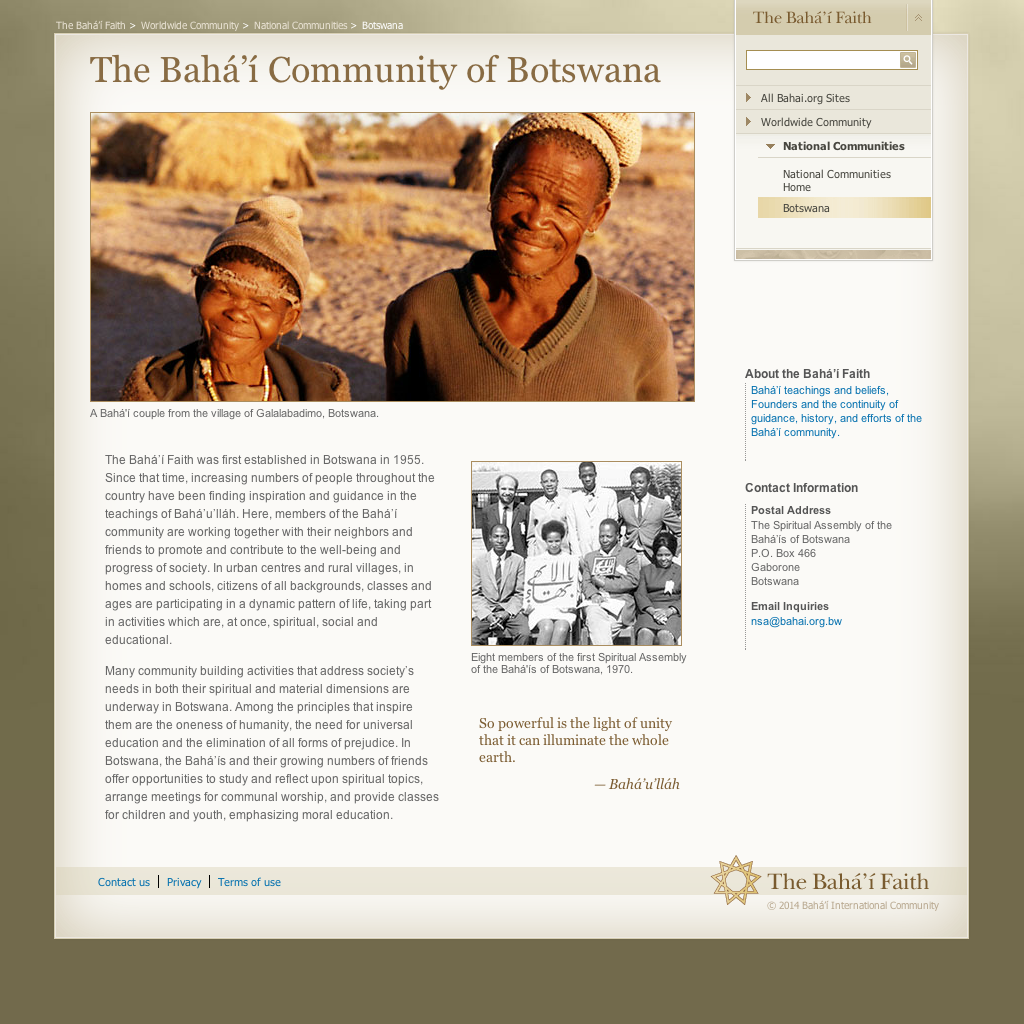 The Bahá’í Faith > Worldwide Community > National Communities > Botswana
The Bahá’í Faith
The Bahá’í Community of Botswana
All Bahai.org Sites
Worldwide Community
National Communities
National Communities
Home
Botswana
A Bahá'í couple from the village of Galalabadimo, Botswana.
The Bahá’í Faith was first established in Botswana in 1955.
Since that time, increasing numbers of people throughout the
country have been finding inspiration and guidance in the
teachings of Bahá’u’lláh. Here, members of the Bahá’í
community are working together with their neighbors and
friends to promote and contribute to the well-being and
progress of society. In urban centres and rural villages, in
homes and schools, citizens of all backgrounds, classes and
ages are participating in a dynamic pattern of life, taking part
in activities which are, at once, spiritual, social and
educational.
Many community building activities that address society’s
needs in both their spiritual and material dimensions are
underway in Botswana. Among the principles that inspire
them are the oneness of humanity, the need for universal
education and the elimination of all forms of prejudice. In
Botswana, the Bahá’ís and their growing numbers of friends
offer opportunities to study and reflect upon spiritual topics,
arrange meetings for communal worship, and provide classes
for children and youth, emphasizing moral education.
Eight members of the first Spiritual Assembly
of the Bahá'ís of Botswana, 1970.
So powerful is the light of unity
that it can illuminate the whole
earth.
— Bahá’u’lláh
About the Bahá’í Faith
Bahá’í teachings and beliefs,
Founders and the continuity of
guidance, history, and efforts of the
Bahá’í community.
Contact Information
Postal Address
The Spiritual Assembly of the
Bahá’ís of Botswana
P.O. Box 466
Gaborone
Botswana
Email Inquiries
nsa@bahai.org.bw
Contact us | Privacy | Terms of use
The Bahá’í Faith
© 2014 Bahá’í International Community